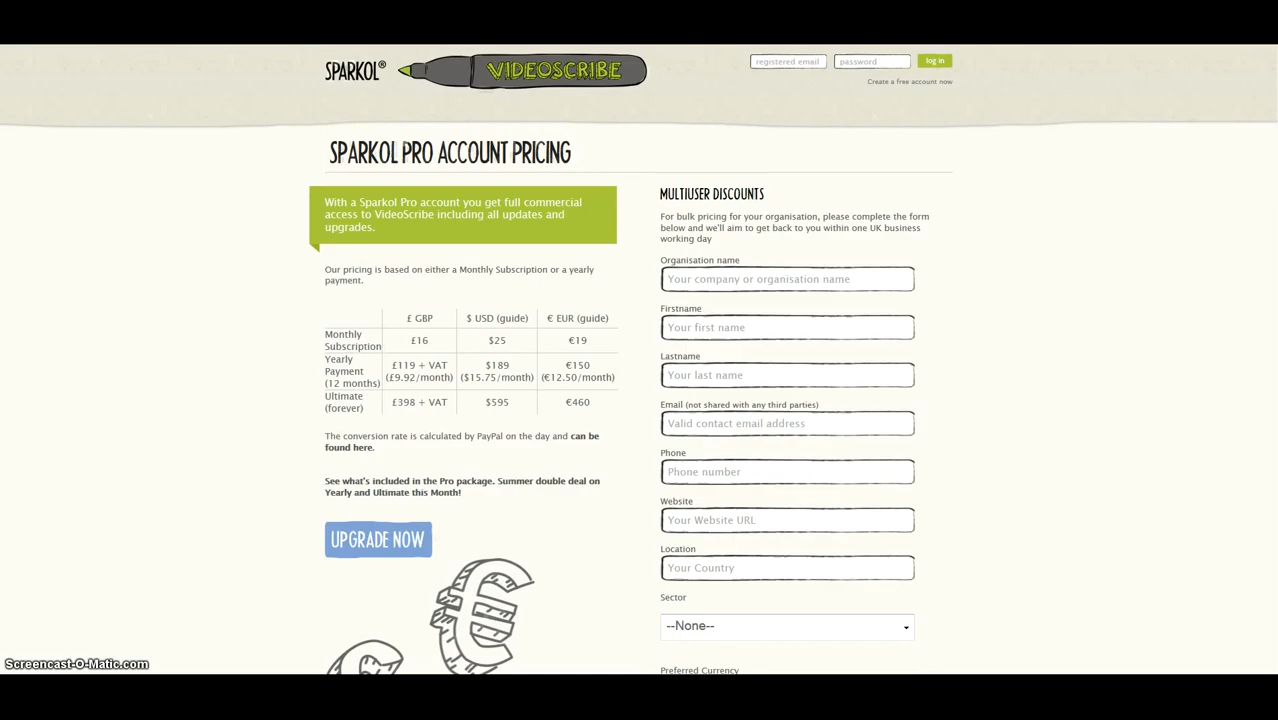 SPARKOL®
VIDEOSCRIBE
registered email
password
log in
Create a free account now
SPARKOL PRO ACCOUNT PRICING
With a Sparkol Pro account you get full commercial
access to VideoScribe including all updates and
upgrades.
Our pricing is based on either a Monthly Subscription or a yearly
payment.
£ GBP $ USD (guide) € EUR (guide)
Monthly
Subscription £16 $25 €19
Yearly
Payment
(12 months) £119 + VAT $189 €150
(£9.92/month) ($15.75/month) (€12.50/month)
Ultimate
(forever) £398 + VAT $595 €460
The conversion rate is calculated by PayPal on the day and can be
found here.
See what's included in the Pro package. Summer double deal on
Yearly and Ultimate this Month!
UPGRADE NOW
€
MULTIUSER DISCOUNTS
For bulk pricing for your organisation, please complete the form
below and we'll aim to get back to you within one UK business
working day
Organisation name
Your company or organisation name
Firstname
Your first name
Lastname
Your last name
Email (not shared with any third parties)
Valid contact email address
Phone
Phone number
Website
Your Website URL
Location
Your Country
Sector
--None--
Preferred Currency
Screencast-O-Matic.com